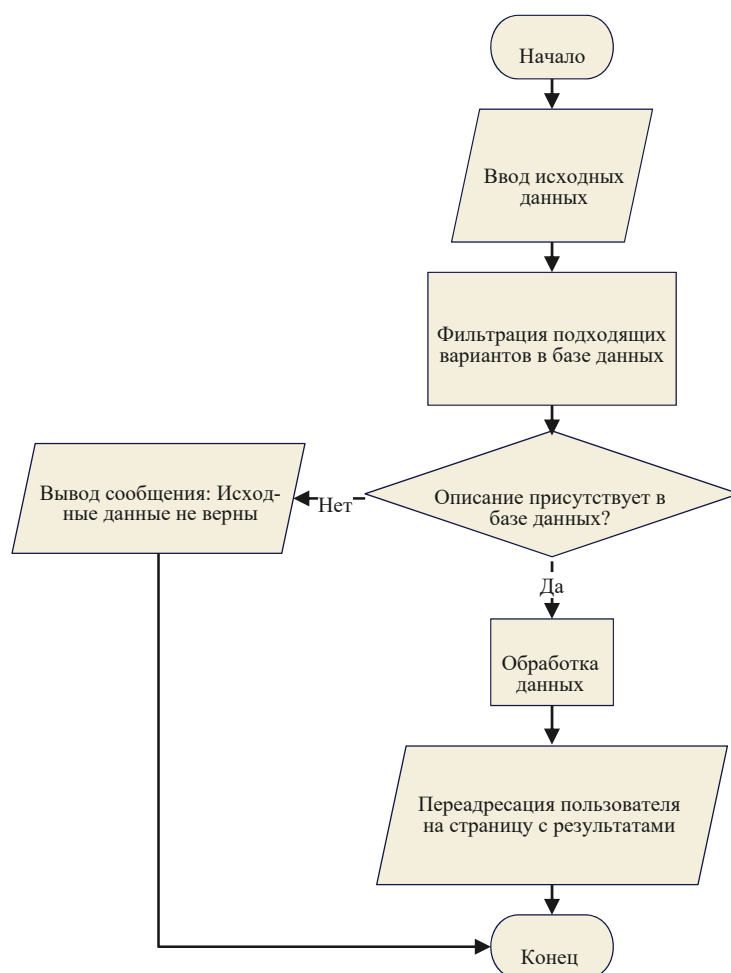 Начало
Ввод исходных
данных
Фильтрация подходящих
вариантов в базе данных
Описание присутствует в
базе данных?
Нет
Вывод сообщения: Исход-
ные данные не верны
Да
Обработка
данных
Переадресация пользователя
на страницу с результатами
Конец